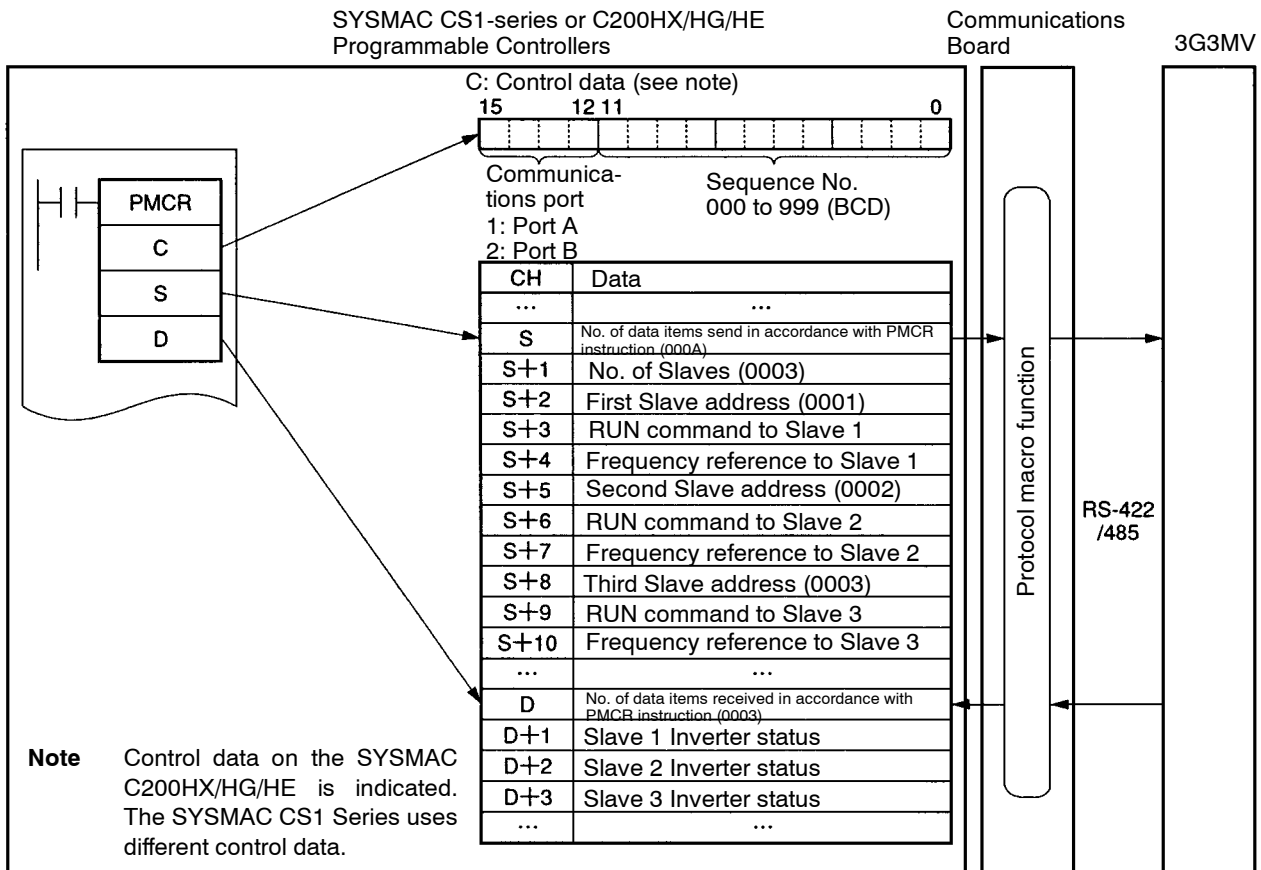 SYSMAC CS1-series or C200HX/HG/HE
Programmable Controllers
Communications
Board
3G3MV
C: Control data (see note)
15 12 11 0
Communica-
tions port
1: Port A
2: Port B
Sequence No.
000 to 999 (BCD)
PMCR
C
S
D
CH Data
... ...
S No. of data items send in accordance with PMCR
instruction (000A)
S+1 No. of Slaves (0003)
S+2 First Slave address (0001)
S+3 RUN command to Slave 1
S+4 Frequency reference to Slave 1
S+5 Second Slave address (0002)
S+6 RUN command to Slave 2
S+7 Frequency reference to Slave 2
S+8 Third Slave address (0003)
S+9 RUN command to Slave 3
S+10 Frequency reference to Slave 3
... ...
D No. of data items received in accordance with
PMCR instruction (0003)
D+1 Slave 1 Inverter status
D+2 Slave 2 Inverter status
D+3 Slave 3 Inverter status
... ...
Protocol macro function
RS-422
/485
Note Control data on the SYSMAC
C200HX/HG/HE is indicated.
The SYSMAC CS1 Series uses
different control data.